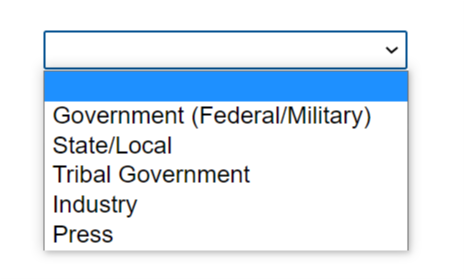 Government (Federal/Military)
State/Local
Tribal Government
Industry
Press